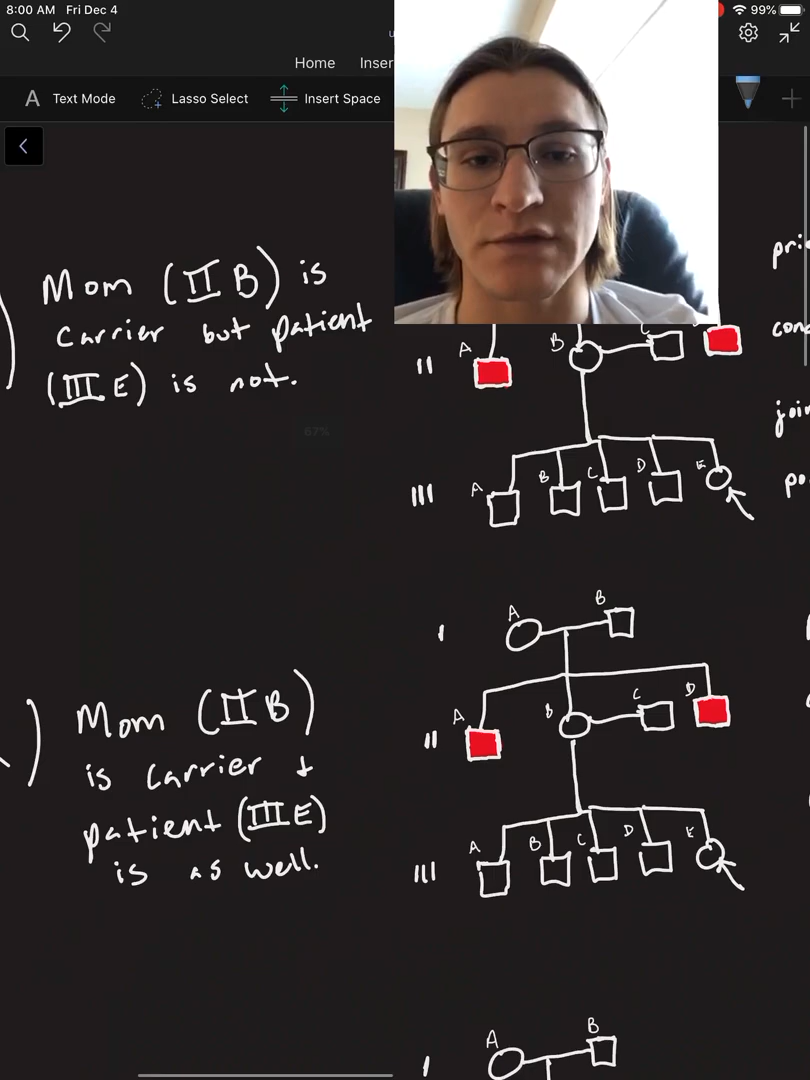 8:00 AM Fri Dec 4
99%
Home
Text Mode
Lasso Select
Insert Space
Mom (II B) is
carrier but patient
(III E) is not.
67%
A
B
D
II
A
B
C
D
E
III
A
B
I
A
B
C
D
II
Mom (II B)
is carrier +
patient (III E)
is as well.
A
B
C
D
E
III
A
B
I